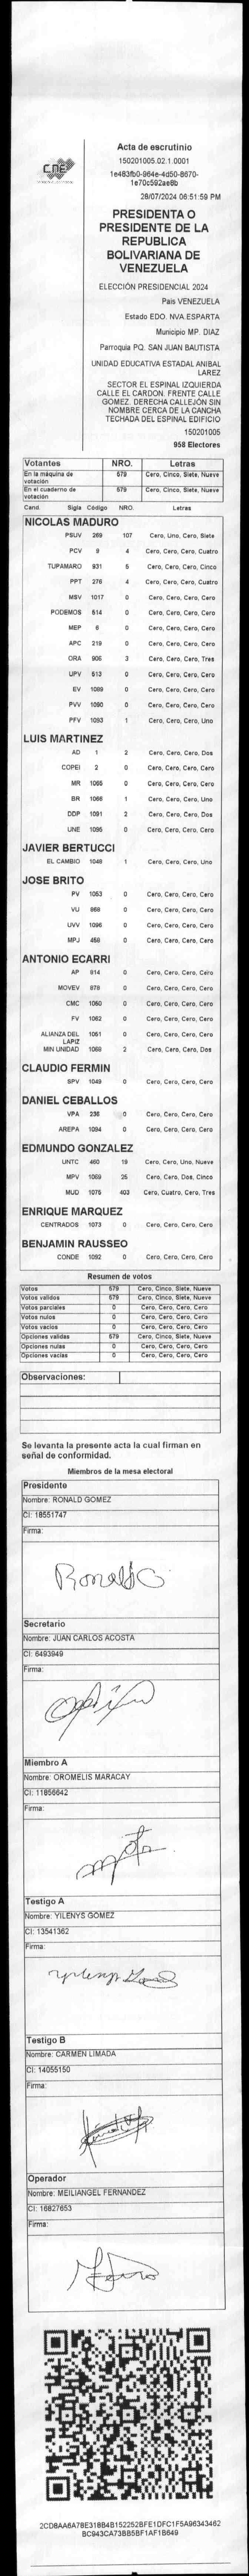 CNE
Acta de escrutinio
150201005.02.1.0001
1e483fb0-964e-4d50-8670-
1e70c592ae8b
28/07/2024 06:51:59 PM
PRESIDENTA O
PRESIDENTE DE LA
REPUBLICA
BOLIVARIANA DE
VENEZUELA
ELECCIÓN PRESIDENCIAL 2024
Pais VENEZUELA
Estado EDO. NVA.ESPARTA
Municipio MP. DIAZ
Parroquia PQ. SAN JUAN BAUTISTA
UNIDAD EDUCATIVA ESTADAL ANIBAL
LAREZ
SECTOR EL ESPINAL IZQUIERDA
CALLE EL CARDON. FRENTE CALLE
GOMEZ. DERECHA CALLEJÓN SIN
NOMBRE CERCA DE LA CANCHA
TECHADA DEL ESPINAL EDIFICIO
150201005
958 Electores
Votantes NRO. Letras
En la máquina de votación 579 Cero, Cinco, Siete, Nueve
En el cuaderno de votación 579 Cero, Cinco, Siete, Nueve
Cand. Sigla Código NRO. Letras
NICOLAS MADURO
PSUV 269 107 Cero, Uno, Cero, Siete
PCV 9 4 Cero, Cero, Cero, Cuatro
TUPAMARO 931 5 Cero, Cero, Cero, Cinco
PPT 276 4 Cero, Cero, Cero, Cuatro
MSV 1017 0 Cero, Cero, Cero, Cero
PODEMOS 514 0 Cero, Cero, Cero, Cero
MEP 6 0 Cero, Cero, Cero, Cero
APC 219 0 Cero, Cero, Cero, Cero
ORA 906 3 Cero, Cero, Cero, Tres
UPV 513 0 Cero, Cero, Cero, Cero
EV 1089 0 Cero, Cero, Cero, Cero
PVV 1090 0 Cero, Cero, Cero, Cero
PFV 1093 1 Cero, Cero, Cero, Uno
LUIS MARTINEZ
AD 1 2 Cero, Cero, Cero, Dos
COPEI 2 0 Cero, Cero, Cero, Cero
MR 1065 0 Cero, Cero, Cero, Cero
BR 1066 1 Cero, Cero, Cero, Uno
DDP 1091 2 Cero, Cero, Cero, Dos
UNE 1095 0 Cero, Cero, Cero, Cero
JAVIER BERTUCCI
EL CAMBIO 1048 1 Cero, Cero, Cero, Uno
JOSE BRITO
PV 1053 0 Cero, Cero, Cero, Cero
VU 968 0 Cero, Cero, Cero, Cero
UVV 1096 0 Cero, Cero, Cero, Cero
MPJ 458 0 Cero, Cero, Cero, Cero
ANTONIO ECARRI
AP 914 0 Cero, Cero, Cero, Cero
MOVEV 878 0 Cero, Cero, Cero, Cero
CMC 1050 0 Cero, Cero, Cero, Cero
FV 1052 0 Cero, Cero, Cero, Cero
ALIANZA DEL LAPIZ 1051 0 Cero, Cero, Cero, Cero
MIN UNIDAD 1068 2 Cero, Cero, Cero, Dos
CLAUDIO FERMIN
SPV 1049 0 Cero, Cero, Cero, Cero
DANIEL CEBALLOS
VPA 236 0 Cero, Cero, Cero, Cero
AREPA 1094 0 Cero, Cero, Cero, Cero
EDMUNDO GONZALEZ
UNTC 460 19 Cero, Cero, Uno, Nueve
MPV 1069 25 Cero, Cero, Dos, Cinco
MUD 1075 403 Cero, Cuatro, Cero, Tres
ENRIQUE MARQUEZ
CENTRADOS 1073 0 Cero, Cero, Cero, Cero
BENJAMIN RAUSSEO
CONDE 1092 0 Cero, Cero, Cero, Cero
Resumen de votos
Votos 579 Cero, Cinco, Siete, Nueve
Votos validos 579 Cero, Cinco, Siete, Nueve
Votos parciales 0 Cero, Cero, Cero, Cero
Votos nulos 0 Cero, Cero, Cero, Cero
Votos vacios 0 Cero, Cero, Cero, Cero
Opciones validas 579 Cero, Cinco, Siete, Nueve
Opciones nulas 0 Cero, Cero, Cero, Cero
Opciones vacias 0 Cero, Cero, Cero, Cero
Observaciones:
Se levanta la presente acta la cual firman en
señal de conformidad.
Miembros de la mesa electoral
Presidente
Nombre: RONALD GOMEZ
CI: 18551747
Firma:
Secretario
Nombre: JUAN CARLOS ACOSTA
CI: 6493949
Firma:
Miembro A
Nombre: OROMELIS MARACAY
CI: 11856642
Firma:
Testigo A
Nombre: YILENYS GOMEZ
CI: 13541362
Firma:
Testigo B
Nombre: CARMEN LIMADA
CI: 14055150
Firma:
Operador
Nombre: MEILIANGEL FERNANDEZ
CI: 16827653
Firma:
2CD8AA6A78E318B4B152252BFE1DFC1F5A96343462
BC943CA73BB5BF1AF1B649